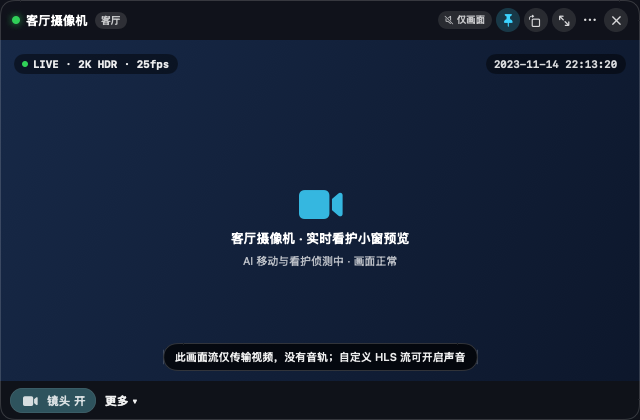 客厅摄像机 客厅 仅画面
LIVE · 2K HDR · 25fps
2023-11-14 22:13:20
客厅摄像机 · 实时看护小窗预览
AI 移动与看护侦测中 · 画面正常
此画面流仅传输视频，没有音轨；自定义 HLS 流可开启声音
镜头 开 更多